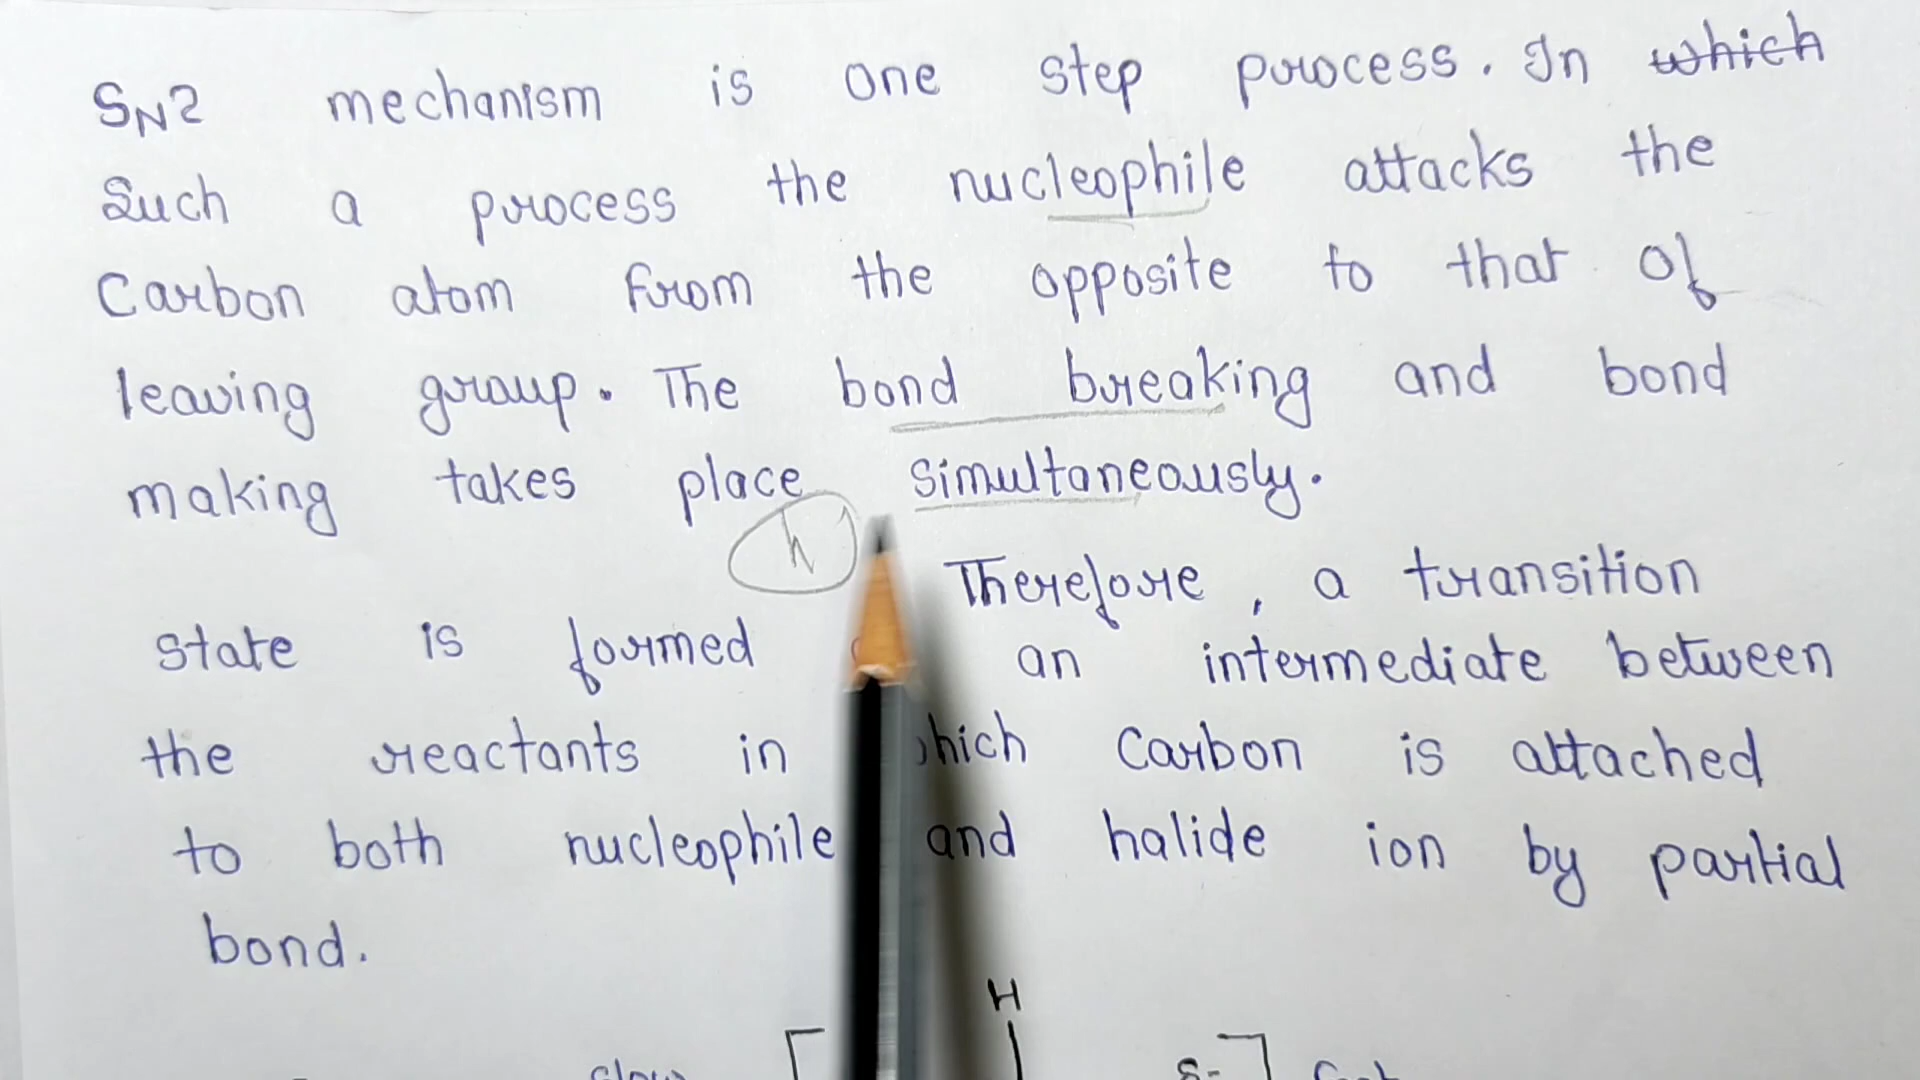 SN2 mechanism is one step process. In which
Such a process the nucleophile attacks the
Carbon atom from the opposite to that of
leaving group. The bond breaking and bond
making takes place simultaneously.
h
Therefore, a transition
state is formed an intermediate between
the reactants in which Carbon is attached
to both nucleophile and halide ion by partial
bond.
H
Slow